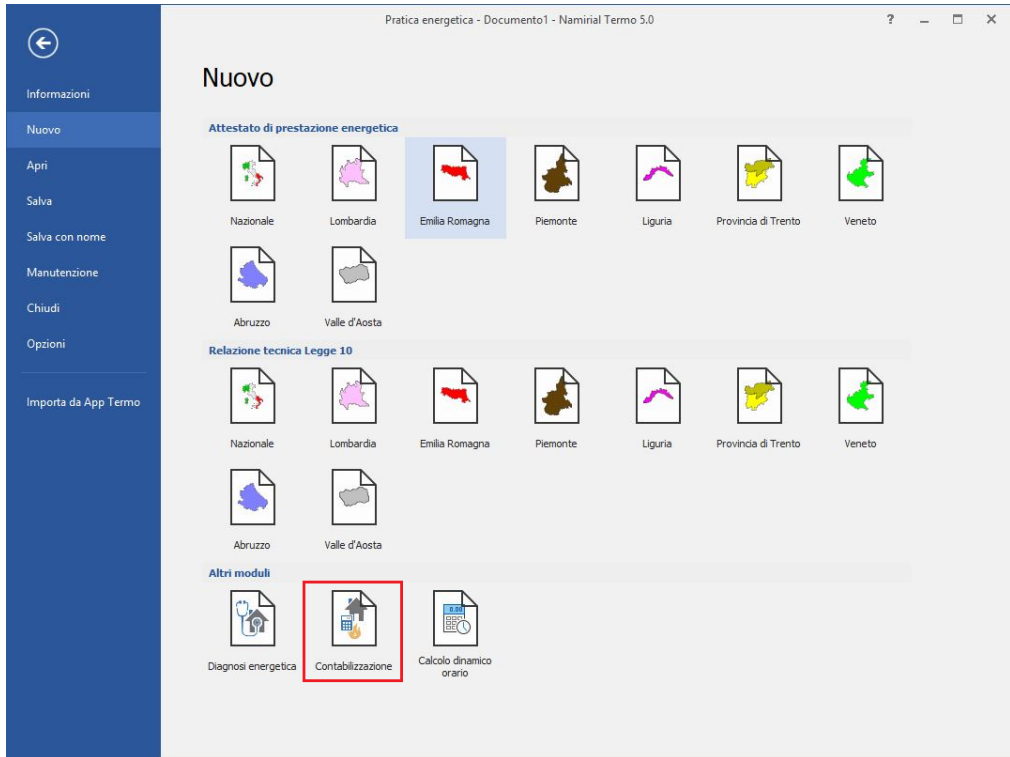 Pratica energetica - Documento1 - Namirial Termo 5.0
?
Informazioni
Nuovo
Apri
Salva
Salva con nome
Manutenzione
Chiudi
Opzioni
Importa da App Termo
Nuovo
Attestato di prestazione energetica
Nazionale
Lombardia
Emilia Romagna
Piemonte
Liguria
Provincia di Trento
Veneto
Abruzzo
Valle d'Aosta
Relazione tecnica Legge 10
Nazionale
Lombardia
Emilia Romagna
Piemonte
Liguria
Provincia di Trento
Veneto
Abruzzo
Valle d'Aosta
Altri moduli
0.00
Diagnosi energetica
Contabilizzazione
Calcolo dinamico
orario